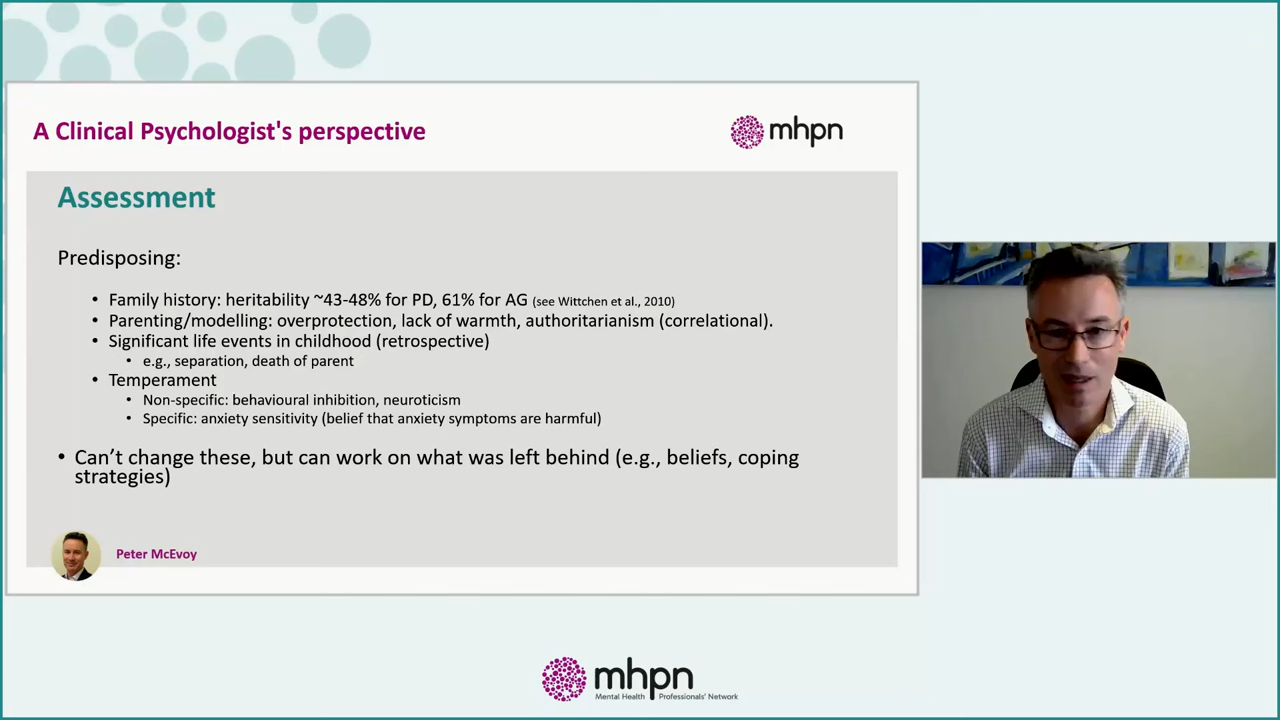 A Clinical Psychologist's perspective
mhpn
Assessment
Predisposing:
• Family history: heritability ~43-48% for PD, 61% for AG (see Wittchen et al., 2010)
• Parenting/modelling: overprotection, lack of warmth, authoritarianism (correlational).
• Significant life events in childhood (retrospective)
• e.g., separation, death of parent
• Temperament
• Non-specific: behavioural inhibition, neuroticism
• Specific: anxiety sensitivity (belief that anxiety symptoms are harmful)
• Can’t change these, but can work on what was left behind (e.g., beliefs, coping
strategies)
Peter McEvoy
mhpn
Mental Health Professionals' Network